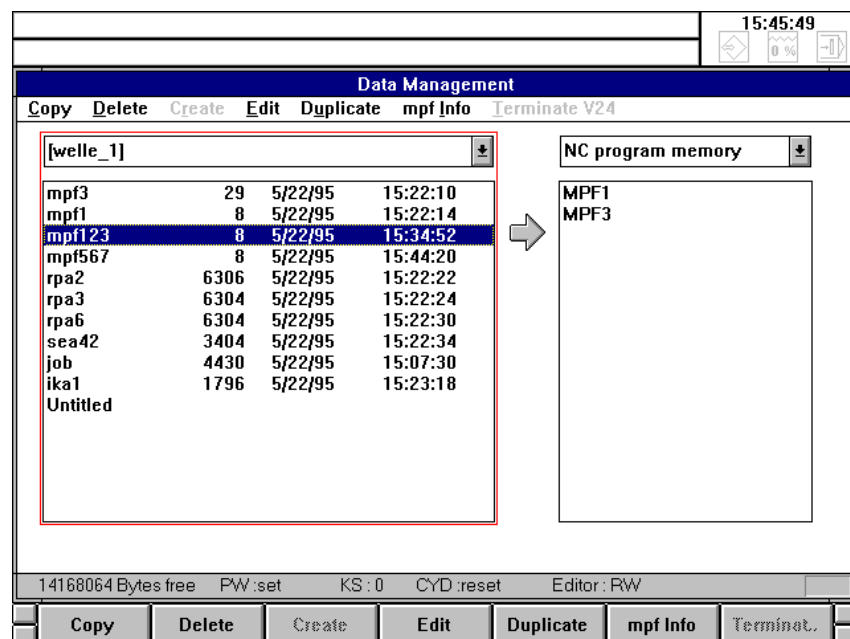 15:45:49
0 %
Data Management
Copy Delete Create Edit Duplicate mpf Info Terminate V24
[welle_1] NC program memory
mpf3 29 5/22/95 15:22:10 MPF1
mpf1 8 5/22/95 15:22:14 MPF3
mpf123 8 5/22/95 15:34:52
mpf567 8 5/22/95 15:44:20
rpa2 6306 5/22/95 15:22:22
rpa3 6304 5/22/95 15:22:24
rpa6 6304 5/22/95 15:22:30
sea42 3404 5/22/95 15:22:34
job 4430 5/22/95 15:07:30
ika1 1796 5/22/95 15:23:18
Untitled
14168064 Bytes free PW :set KS : 0 CYD :reset Editor : RW
Copy Delete Create Edit Duplicate mpf Info Terminat..